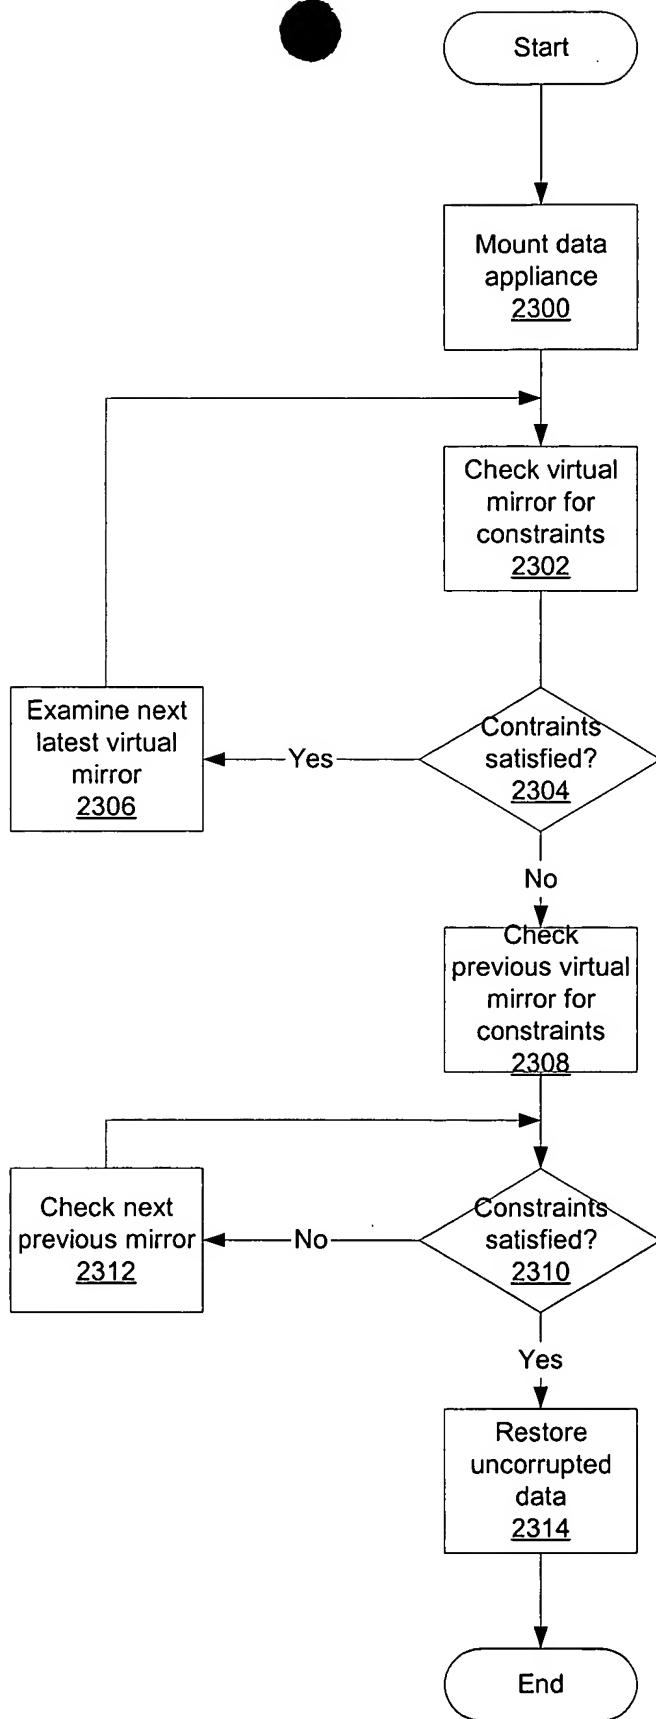 Start
Mount data
appliance
2300
Check virtual
mirror for
constraints
2302
Examine next
latest virtual
mirror
2306
Yes
Contraints
satisfied?
2304
No
Check
previous virtual
mirror for
constraints
2308
Check next
previous mirror
2312
No
Constraints
satisfied?
2310
Yes
Restore
uncorrupted
data
2314
End